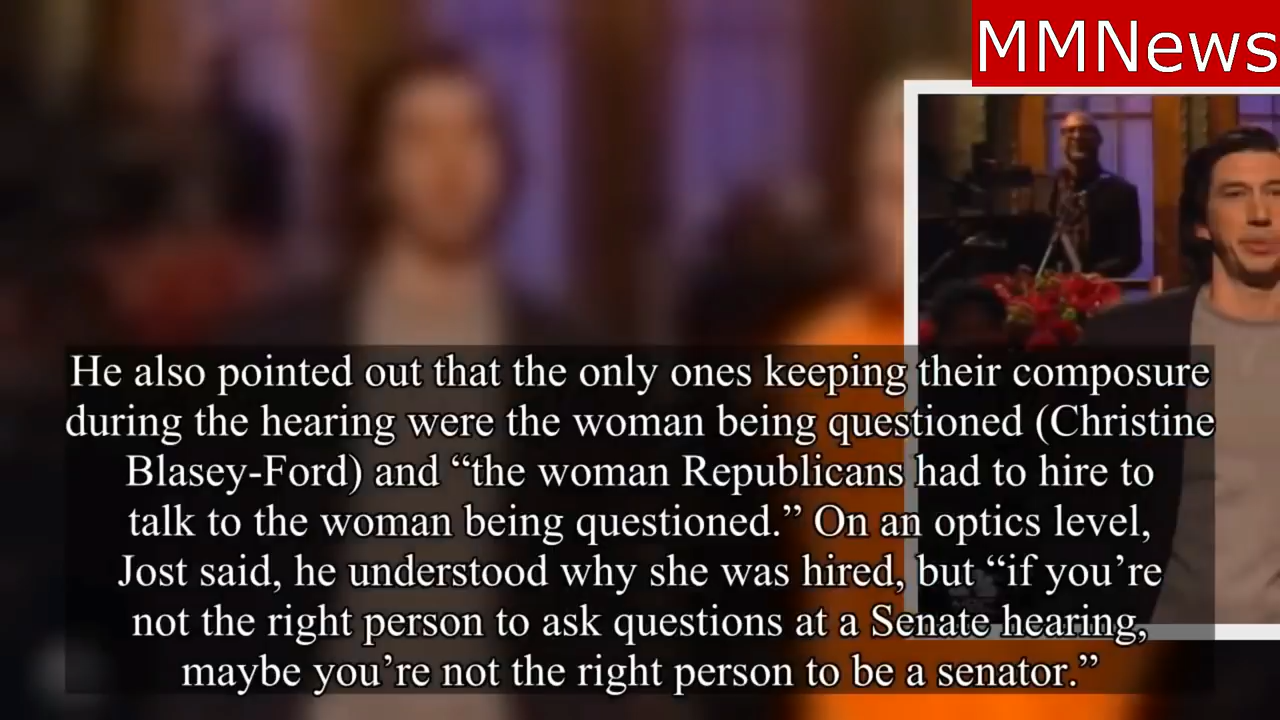 MMNews
He also pointed out that the only ones keeping their composure
during the hearing were the woman being questioned (Christine
Blasey-Ford) and “the woman Republicans had to hire to
talk to the woman being questioned.” On an optics level,
Jost said, he understood why she was hired, but “if you’re
not the right person to ask questions at a Senate hearing,
maybe you’re not the right person to be a senator.”